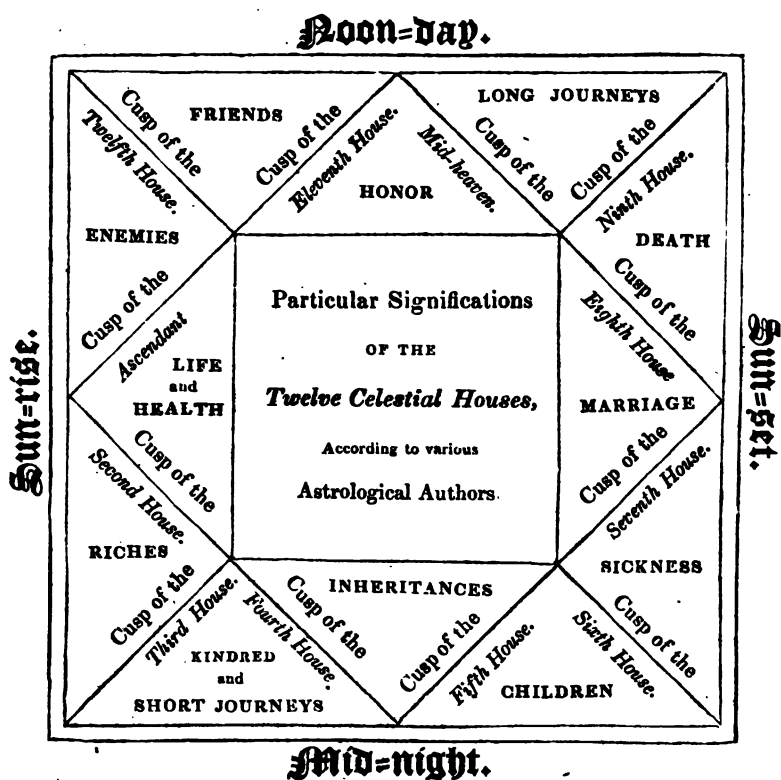 Noon=day.
FRIENDS
Cusp of the
Twelfth House.
Cusp of the
Eleventh House.
HONOR
LONG JOURNEYS
Cusp of the
Mid-heaven.
Cusp of the
Ninth House.
DEATH
ENEMIES
Cusp of the
Ascendant
LIFE
and
HEALTH
Particular Significations
OF THE
Twelve Celestial Houses,
According to various
Astrological Authors.
Cusp of the
Eighth House
MARRIAGE
Sun=rise.
Sun=set.
Cusp of the
Second House.
RICHES
Cusp of the
Third House.
KINDRED
and
SHORT JOURNEYS
INHERITANCES
Cusp of the
Fourth House.
Cusp of the
Fifth House.
CHILDREN
Cusp of the
Seventh House.
SICKNESS
Cusp of the
Sixth House.
Mid=night.